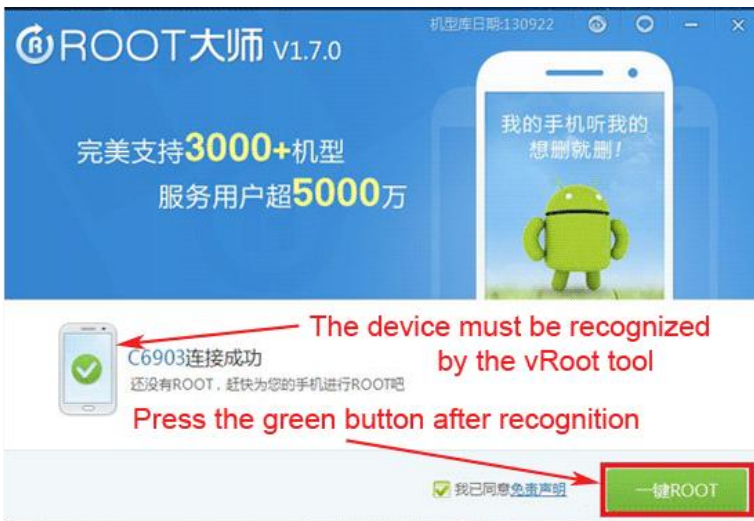 机型库日期:130922
ROOT大师 V1.7.0
我的手机听我的
想删就删!
完美支持3000+机型
服务用户超5000万
The device must be recognized
by the vRoot tool
C6903连接成功
还没有ROOT，赶快为您的手机进行ROOT吧
Press the green button after recognition
我已同意免责声明
一键ROOT